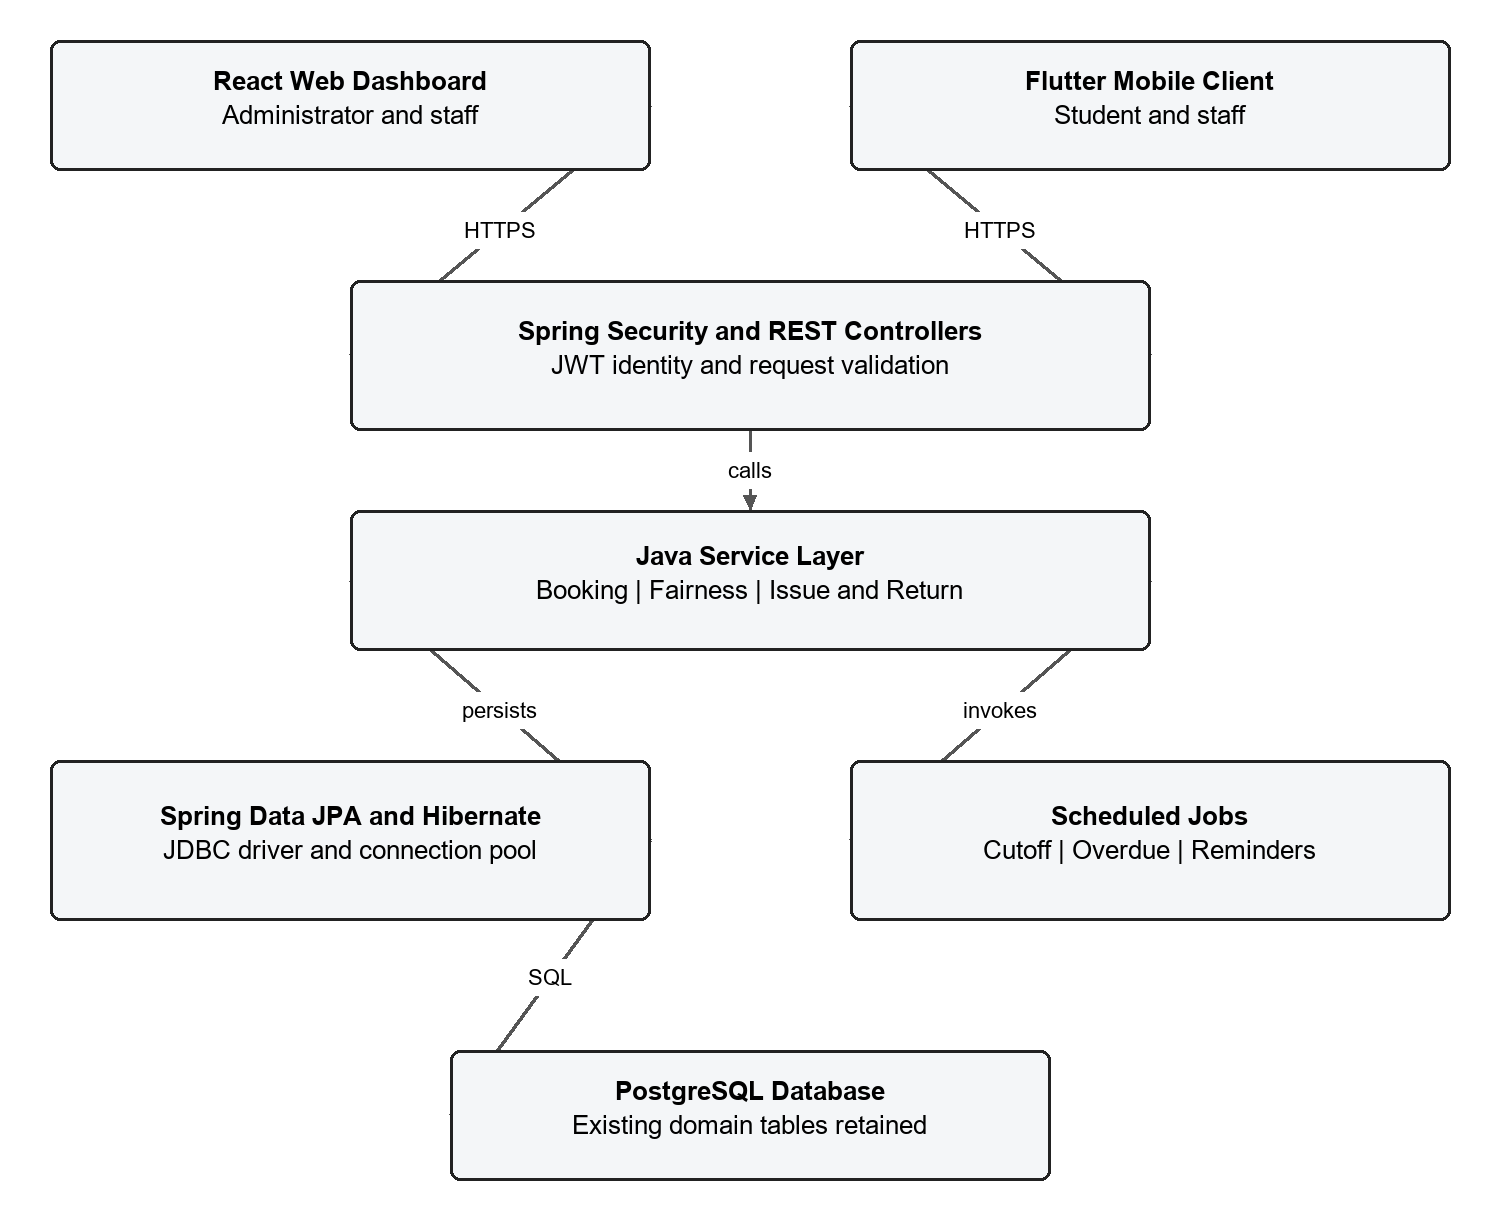 React Web Dashboard
Administrator and staff
Flutter Mobile Client
Student and staff
HTTPS
HTTPS
Spring Security and REST Controllers
JWT identity and request validation
calls
Java Service Layer
Booking | Fairness | Issue and Return
persists
invokes
Spring Data JPA and Hibernate
JDBC driver and connection pool
Scheduled Jobs
Cutoff | Overdue | Reminders
SQL
PostgreSQL Database
Existing domain tables retained